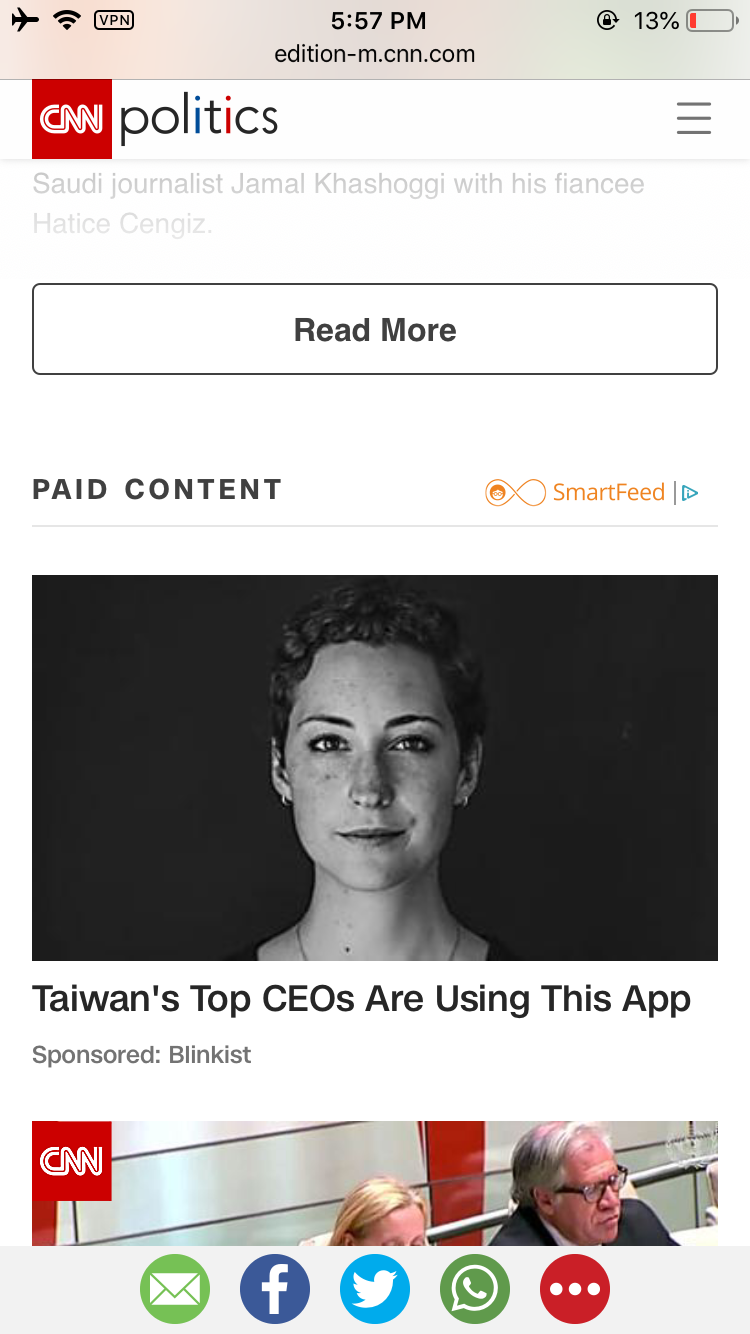 VPN
5:57 PM
13%
edition-m.cnn.com
CNN politics
Saudi journalist Jamal Khashoggi with his fiancee
Hatice Cengiz.
Read More
PAID CONTENT
SmartFeed
Taiwan's Top CEOs Are Using This App
Sponsored: Blinkist
CNN